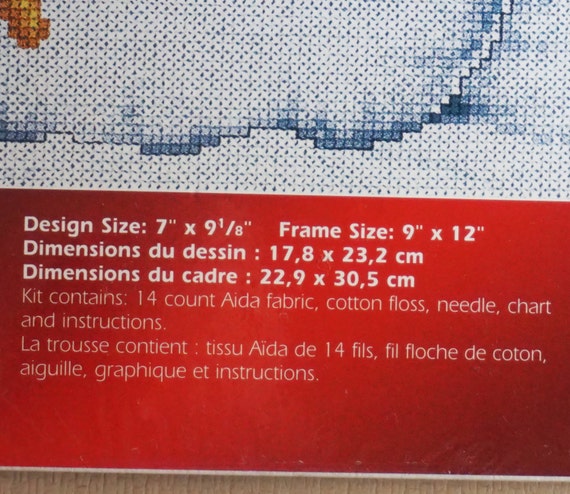 Design Size: 7" x 9 1/8" Frame Size: 9" x 12"
Dimensions du dessin : 17,8 x 23,2 cm
Dimensions du cadre : 22,9 x 30,5 cm
Kit contains: 14 count Aida fabric, cotton floss, needle, chart
and instructions.
La trousse contient : tissu Aïda de 14 fils, fil floche de coton,
aiguille, graphique et instructions.